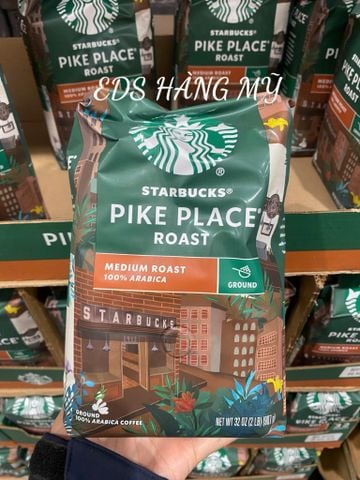 STARBUCKS®
PIKE PLACE®
ROAST
MEDIUM ROAST
EDS HÀNG MỸ
STARBUCKS®
PIKE PLACE®
ROAST
MEDIUM ROAST
100% ARABICA
GROUND
STARBUCKS
GROUND
100% ARABICA COFFEE
NET WT 32 OZ (2 LB) 907 g